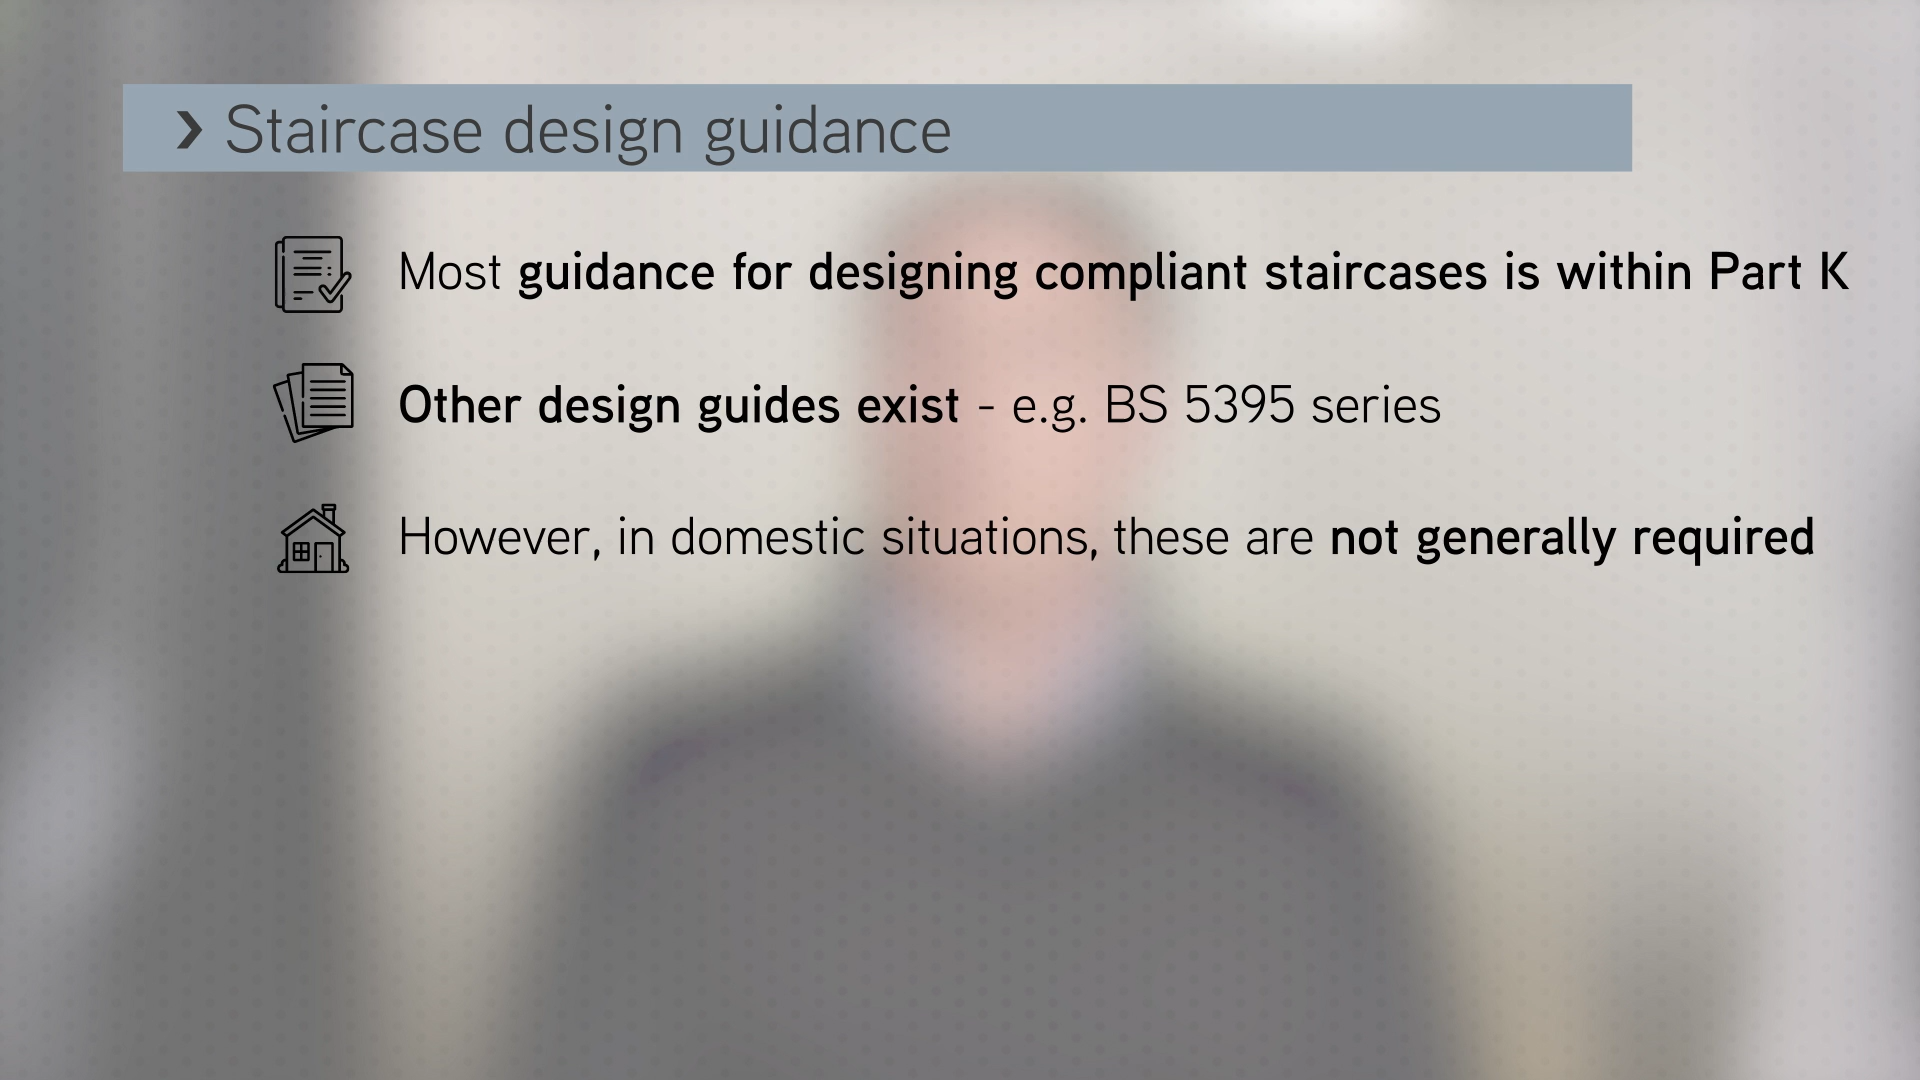 Staircase design guidance
Most guidance for designing compliant staircases is within Part K
Other design guides exist - e.g. BS 5395 series
However, in domestic situations, these are not generally required